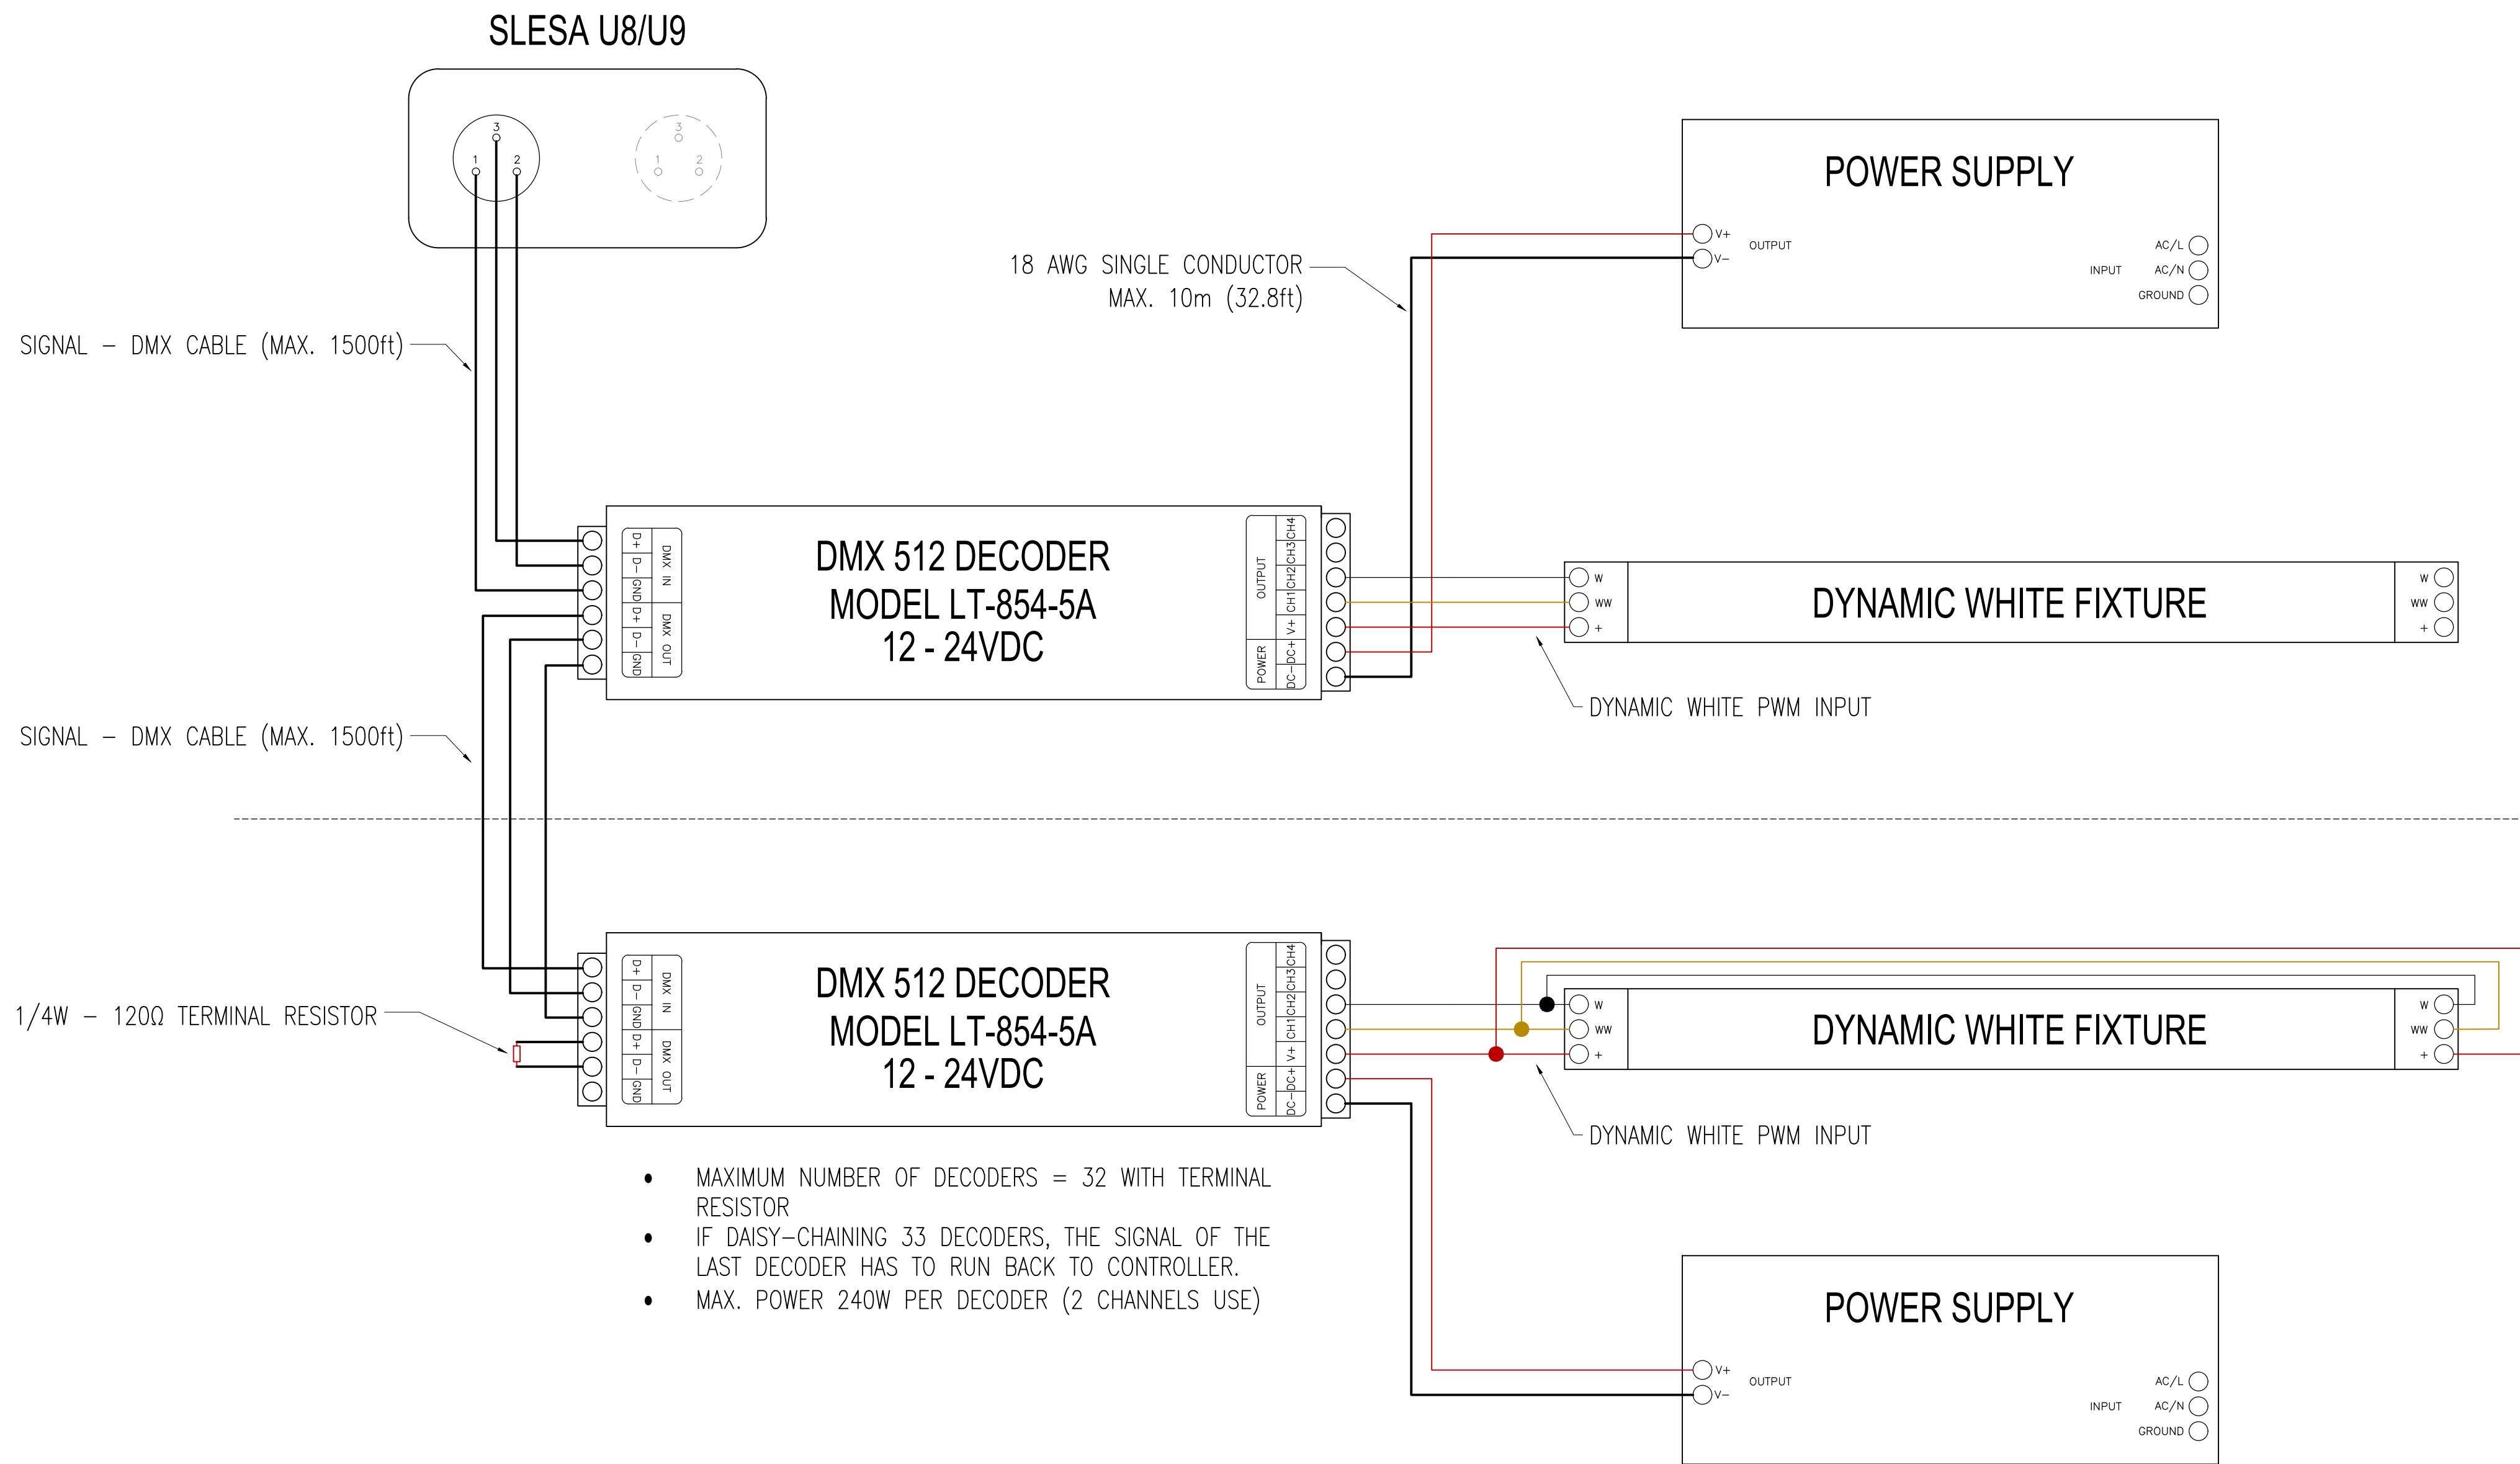 SLESA U8/U9
3
1
2
3
1
2
POWER SUPPLY
V+
V-
OUTPUT
INPUT
AC/L
AC/N
GROUND
18 AWG SINGLE CONDUCTOR
MAX. 10m (32.8ft)
SIGNAL - DMX CABLE (MAX. 1500ft)
D+
D-
GND
D+
D-
GND
DMX IN
DMX OUT
DMX 512 DECODER
MODEL LT-854-5A
12 - 24VDC
OUTPUT
POWER
CH4
CH3
CH2
CH1
V+
DC+
DC-
W
WW
+
DYNAMIC WHITE FIXTURE
W
WW
+
DYNAMIC WHITE PWM INPUT
SIGNAL - DMX CABLE (MAX. 1500ft)
1/4W - 120Ω TERMINAL RESISTOR
D+
D-
GND
D+
D-
GND
DMX IN
DMX OUT
DMX 512 DECODER
MODEL LT-854-5A
12 - 24VDC
OUTPUT
POWER
CH4
CH3
CH2
CH1
V+
DC+
DC-
W
WW
+
DYNAMIC WHITE FIXTURE
W
WW
+
DYNAMIC WHITE PWM INPUT
• MAXIMUM NUMBER OF DECODERS = 32 WITH TERMINAL
RESISTOR
• IF DAISY-CHAINING 33 DECODERS, THE SIGNAL OF THE
LAST DECODER HAS TO RUN BACK TO CONTROLLER.
• MAX. POWER 240W PER DECODER (2 CHANNELS USE)
POWER SUPPLY
V+
V-
OUTPUT
INPUT
AC/L
AC/N
GROUND